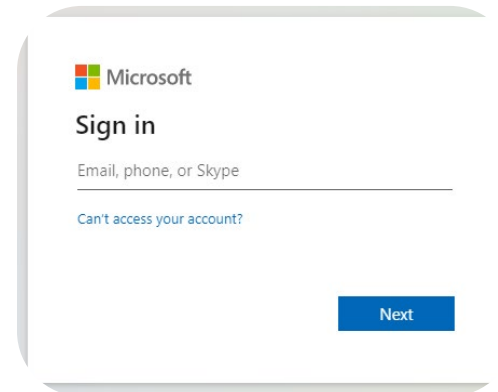 Microsoft
Sign in
Email, phone, or Skype
Can't access your account?
Next